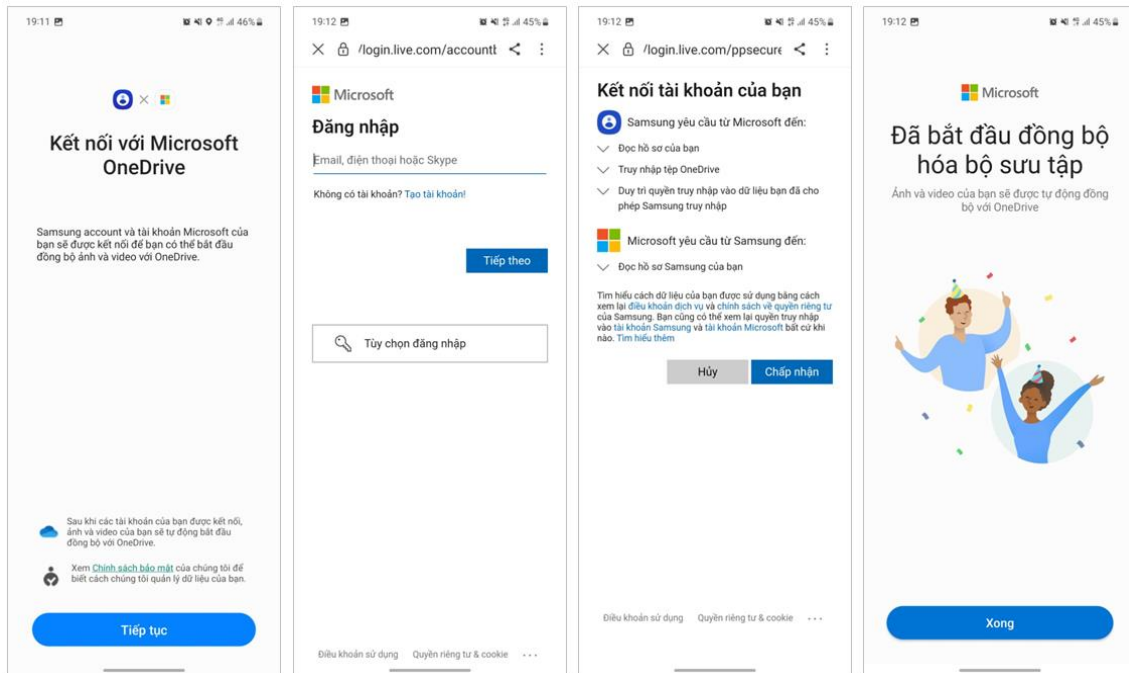 19:11
46%
Kết nối với Microsoft
OneDrive
Samsung account và tài khoản Microsoft của
bạn sẽ được kết nối để bạn có thể bắt đầu
đồng bộ ảnh và video với OneDrive.
Sau khi các tài khoản của bạn được kết nối,
ảnh và video của bạn sẽ tự động bắt đầu
đồng bộ với OneDrive.
Xem Chính sách bảo mật của chúng tôi để
biết cách chúng tôi quản lý dữ liệu của bạn.
Tiếp tục
19:12
45%
/login.live.com/accountb
Microsoft
Đăng nhập
Email, điện thoại hoặc Skype
Không có tài khoản? Tạo tài khoản!
Tiếp theo
Tùy chọn đăng nhập
Điều khoản sử dụng Quyền riêng tư & cookie ...
19:12
45%
/login.live.com/ppsecure
Kết nối tài khoản của bạn
Samsung yêu cầu từ Microsoft đến:
Đọc hồ sơ của bạn
Truy nhập tệp OneDrive
Duy trì quyền truy nhập vào dữ liệu bạn đã cho
phép Samsung truy nhập
Microsoft yêu cầu từ Samsung đến:
Đọc hồ sơ Samsung của bạn
Tìm hiểu cách dữ liệu của bạn được sử dụng bằng cách
xem lại điều khoản dịch vụ và chính sách về quyền riêng tư
của Samsung. Bạn cũng có thể xem lại quyền truy nhập
vào tài khoản Samsung và tài khoản Microsoft bất cứ khi
nào. Tìm hiểu thêm
Hủy Chấp nhận
Điều khoản sử dụng Quyền riêng tư & cookie ...
19:12
45%
Microsoft
Đã bắt đầu đồng bộ
hóa bộ sưu tập
Ảnh và video của bạn sẽ được tự động đồng
bộ với OneDrive
Xong